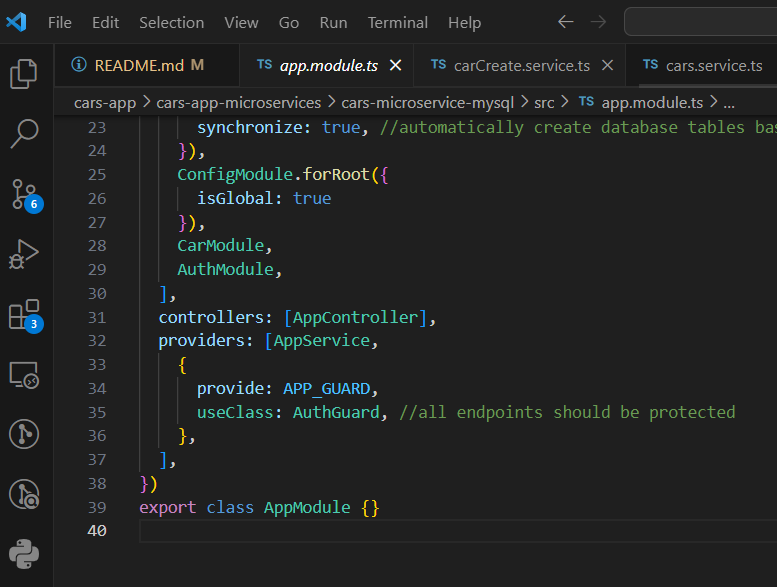 File Edit Selection View Go Run Terminal Help
README.md M TS app.module.ts TS carCreate.service.ts TS cars.service.ts
cars-app > cars-app-microservices > cars-microservice-mysql > src > TS app.module.ts > ...
23 synchronize: true, //automatically create database tables bas
24 }),
25 ConfigModule.forRoot({
26 isGlobal: true
27 }),
28 CarModule,
29 AuthModule,
30 ],
31 controllers: [AppController],
32 providers: [AppService,
33 {
34 provide: APP_GUARD,
35 useClass: AuthGuard, //all endpoints should be protected
36 },
37 ],
38 })
39 export class AppModule {}
40
6
3